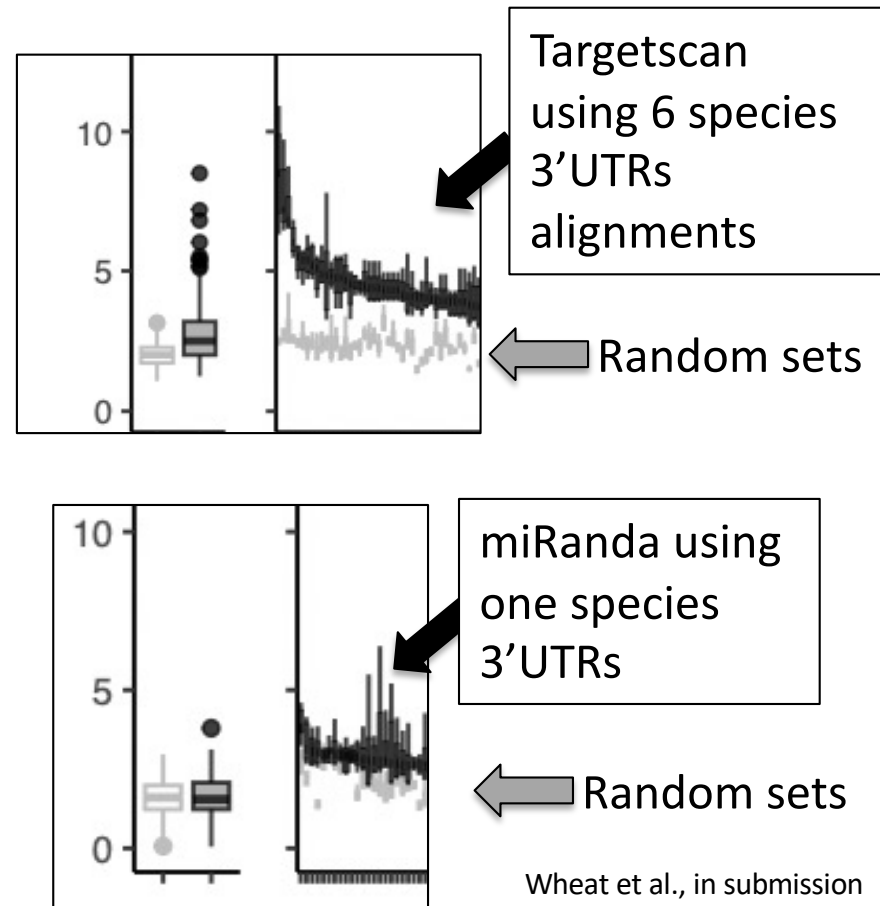 Targetscan
using 6 species
3’UTRs
alignments
10
5
0
Random sets
miRanda using
one species
3’UTRs
10
5
0
Random sets
Wheat et al., in submission